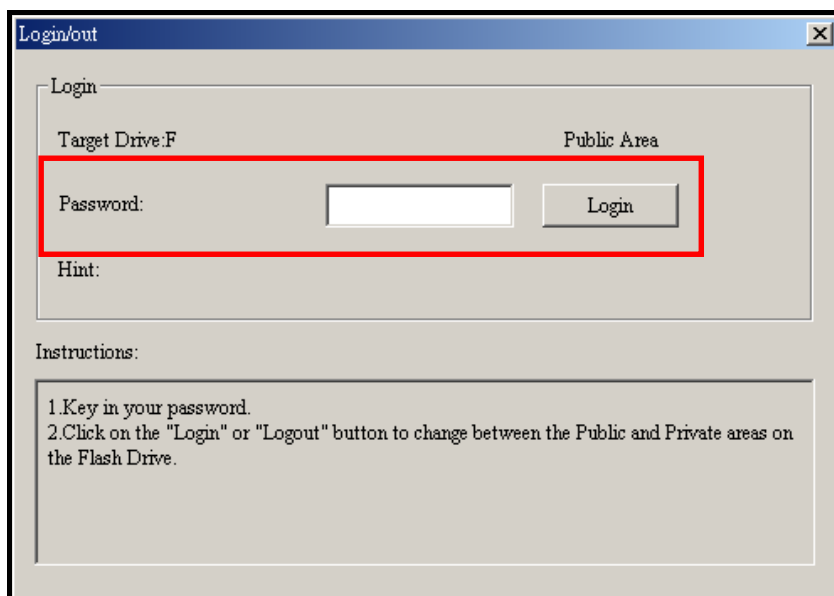 Login/out
Login
Target Drive:F Public Area
Password: Login
Hint:
Instructions:
1.Key in your password.
2.Click on the "Login" or "Logout" button to change between the Public and Private areas on
the Flash Drive.